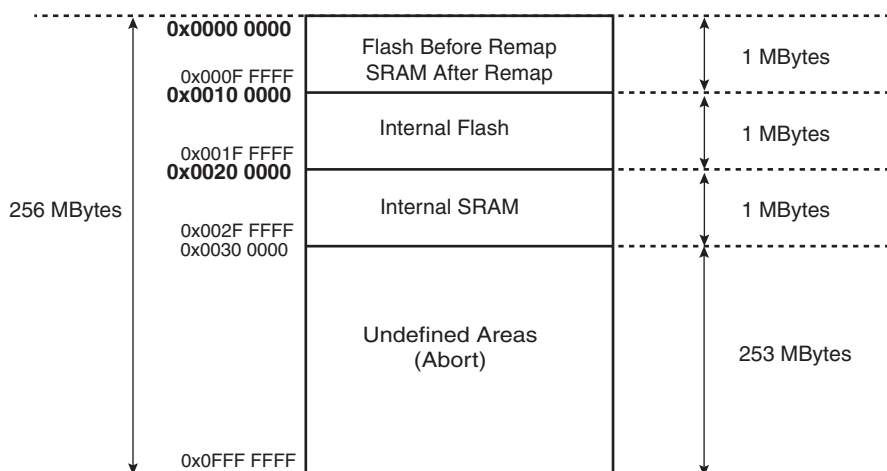 0x0000 0000
Flash Before Remap
SRAM After Remap
1 MBytes
0x000F FFFF
0x0010 0000
Internal Flash
1 MBytes
0x001F FFFF
0x0020 0000
256 MBytes
Internal SRAM
1 MBytes
0x002F FFFF
0x0030 0000
Undefined Areas
(Abort)
253 MBytes
0x0FFF FFFF